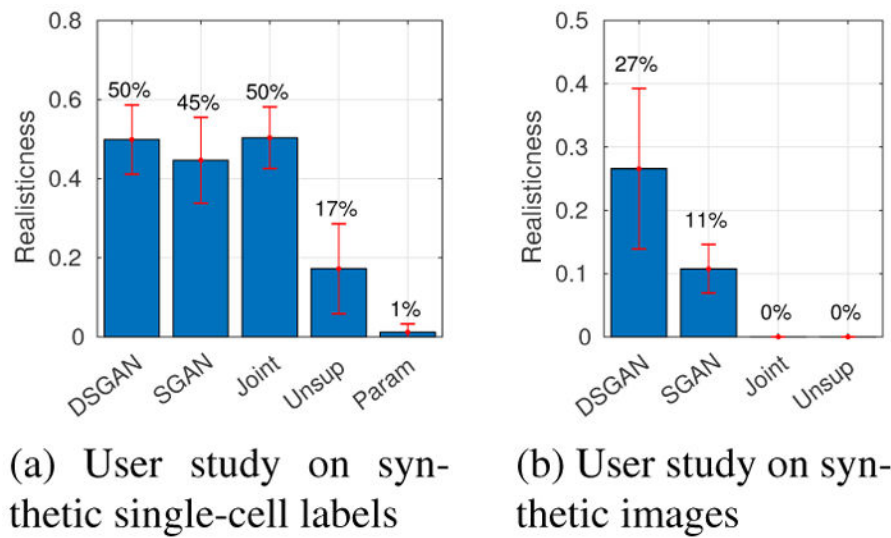 0.8
0.6
0.4
0.2
0
Realisticness
50%
45%
50%
17%
1%
DSGAN
SGAN
Joint
Unsup
Param
(a) User study on syn-
thetic single-cell labels
0.5
0.4
0.3
0.2
0.1
0
Realisticness
27%
11%
0%
0%
DSGAN
SGAN
Joint
Unsup
(b) User study on syn-
thetic images